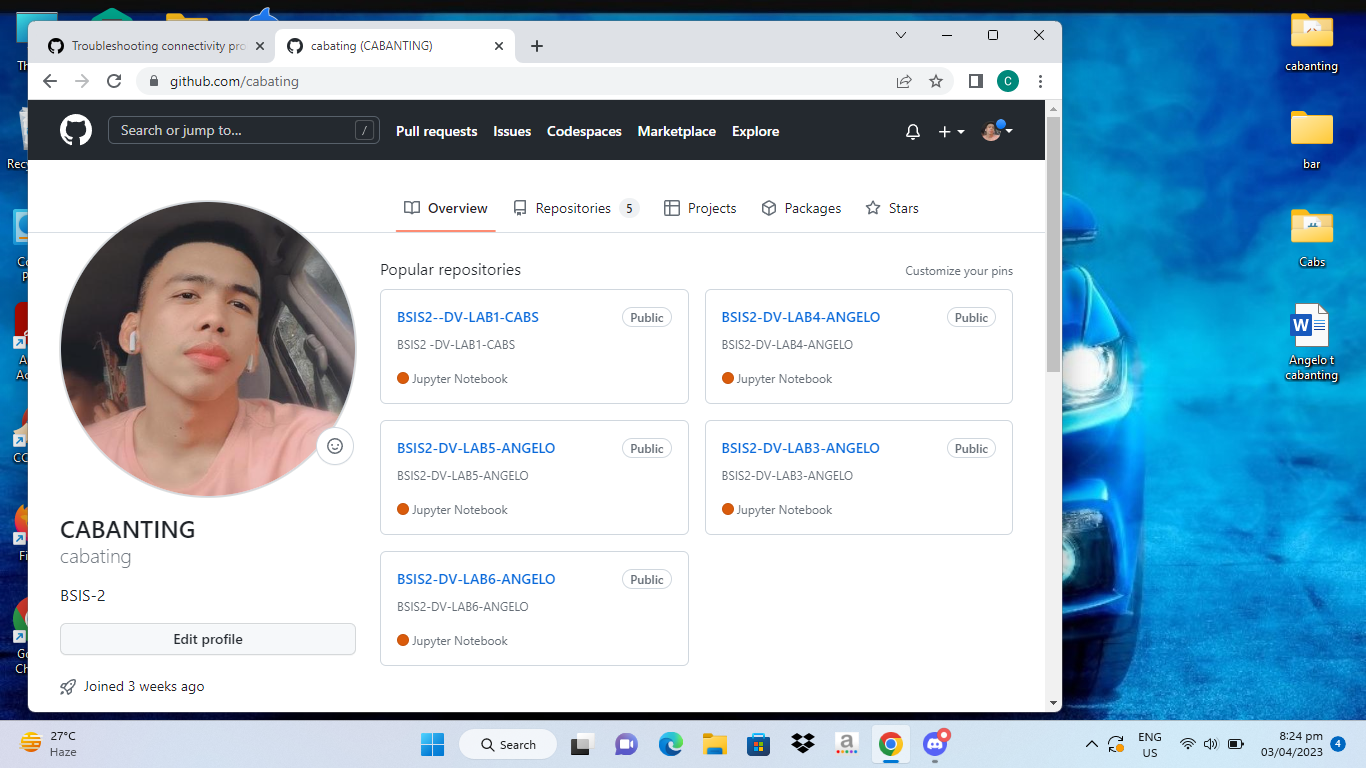 Troubleshooting connectivity pro
cabating (CABANTING)
github.com/cabating
C
Search or jump to...
/
Pull requests
Issues
Codespaces
Marketplace
Explore
Overview
Repositories 5
Projects
Packages
Stars
Popular repositories
Customize your pins
BSIS2--DV-LAB1-CABS
Public
BSIS2 -DV-LAB1-CABS
Jupyter Notebook
BSIS2-DV-LAB4-ANGELO
Public
BSIS2-DV-LAB4-ANGELO
Jupyter Notebook
BSIS2-DV-LAB5-ANGELO
Public
BSIS2-DV-LAB5-ANGELO
Jupyter Notebook
BSIS2-DV-LAB3-ANGELO
Public
BSIS2-DV-LAB3-ANGELO
Jupyter Notebook
BSIS2-DV-LAB6-ANGELO
Public
BSIS2-DV-LAB6-ANGELO
Jupyter Notebook
CABANTING
cabating
BSIS-2
Edit profile
Joined 3 weeks ago
cabanting
bar
Cabs
W
Angelo t
cabanting
27°C
Haze
Search
a
ENG
US
8:24 pm
03/04/2023
4